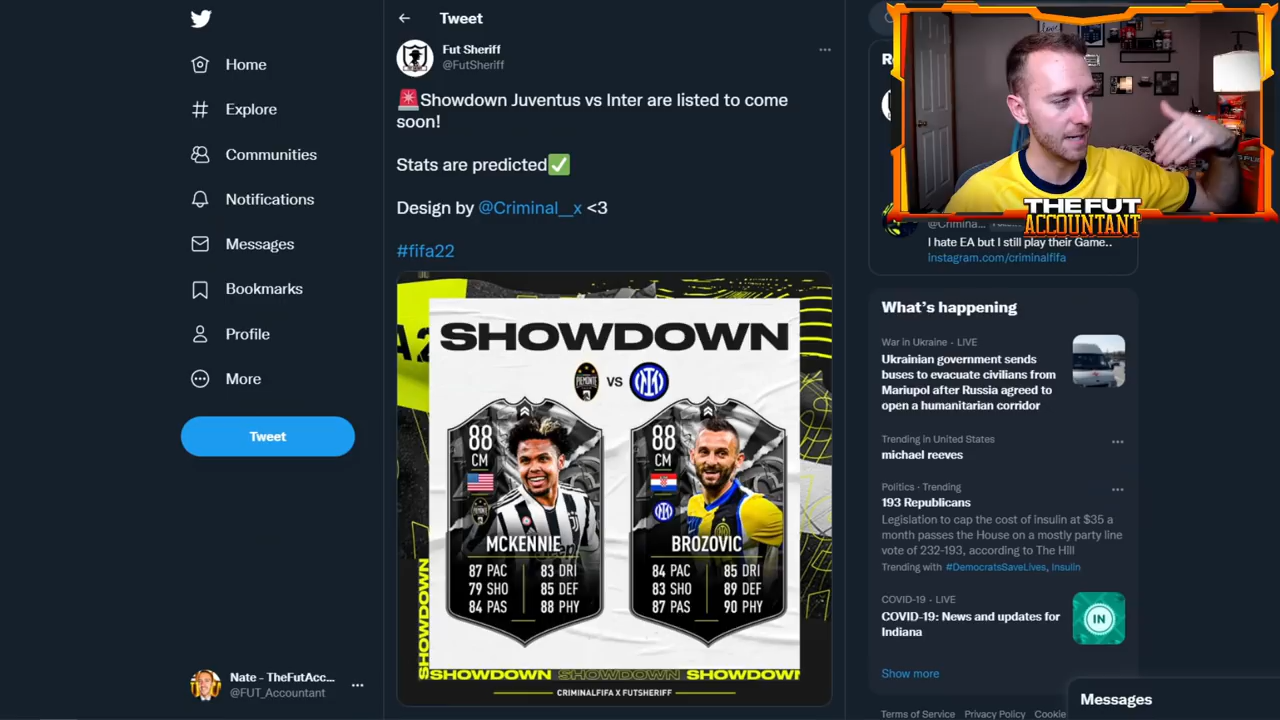 Home
Explore
Communities
Notifications
Messages
Bookmarks
Profile
More
Tweet
Nate - TheFutAcc...
@FUT_Accountant
Tweet
Fut Sheriff
@FutSheriff
🚨Showdown Juventus vs Inter are listed to come
soon!
Stats are predicted✅
Design by @Criminal__x <3
#fifa22
SHOWDOWN
PIEMONTE
VS
88
CM
MCKENNIE
87 PAC 83 DRI
79 SHO 85 DEF
84 PAS 88 PHY
88
CM
BROZOVIC
84 PAC 85 DRI
83 SHO 89 DEF
87 PAS 90 PHY
SHOWDOWN
SHOWDOWN SHOWDOWN SHOWDOWN
CRIMINALFIFA X FUTSHERIFF
THE FUT
ACCOUNTANT
@Crimina...
I hate EA but I still play their Game..
instagram.com/criminalfifa
What's happening
War in Ukraine · LIVE
Ukrainian government sends
buses to evacuate civilians from
Mariupol after Russia agreed to
open a humanitarian corridor
Trending in United States
michael reeves
Politics · Trending
193 Republicans
Legislation to cap the cost of insulin at $35 a
month passes the House on a mostly party line
vote of 232-193, according to The Hill
Trending with #DemocratsSaveLives, Insulin
COVID-19 · LIVE
COVID-19: News and updates for
Indiana
IN
Show more
Messages
Terms of Service Privacy Policy Cookie